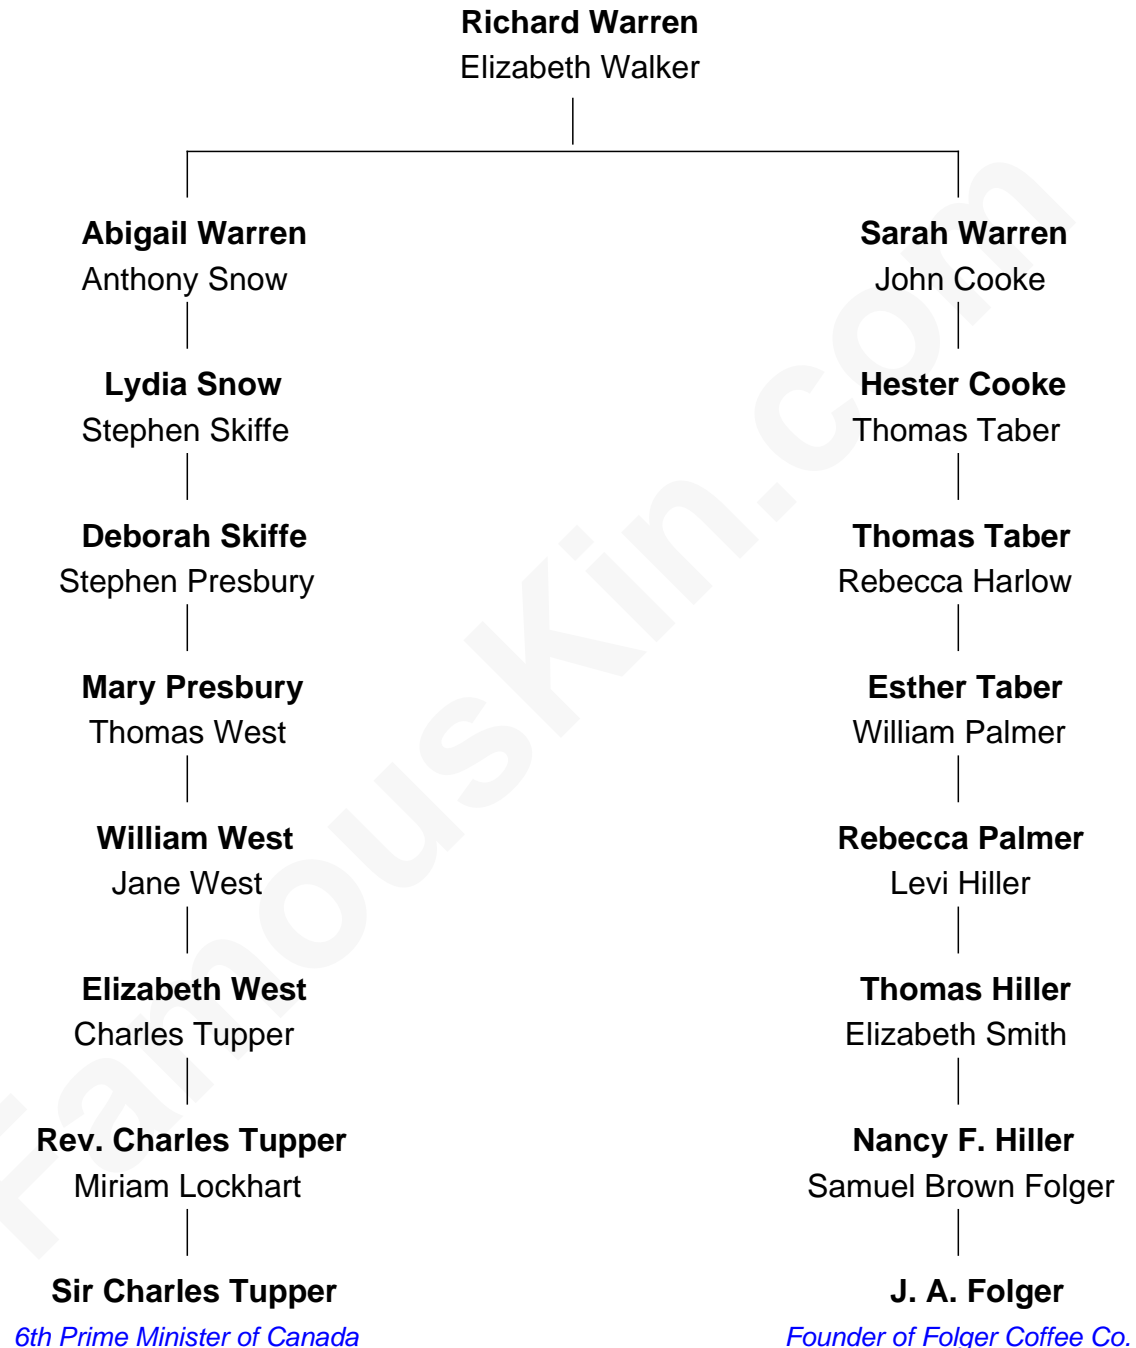 Richard Warren
Elizabeth Walker
Abigail Warren
Anthony Snow
Sarah Warren
John Cooke
Lydia Snow
Stephen Skiffe
Hester Cooke
Thomas Taber
Deborah Skiffe
Stephen Presbury
Thomas Taber
Rebecca Harlow
Mary Presbury
Thomas West
Esther Taber
William Palmer
William West
Jane West
Rebecca Palmer
Levi Hiller
Elizabeth West
Charles Tupper
Thomas Hiller
Elizabeth Smith
Rev. Charles Tupper
Miriam Lockhart
Nancy F. Hiller
Samuel Brown Folger
Sir Charles Tupper
6th Prime Minister of Canada
J. A. Folger
Founder of Folger Coffee Co.
FamousKin.com